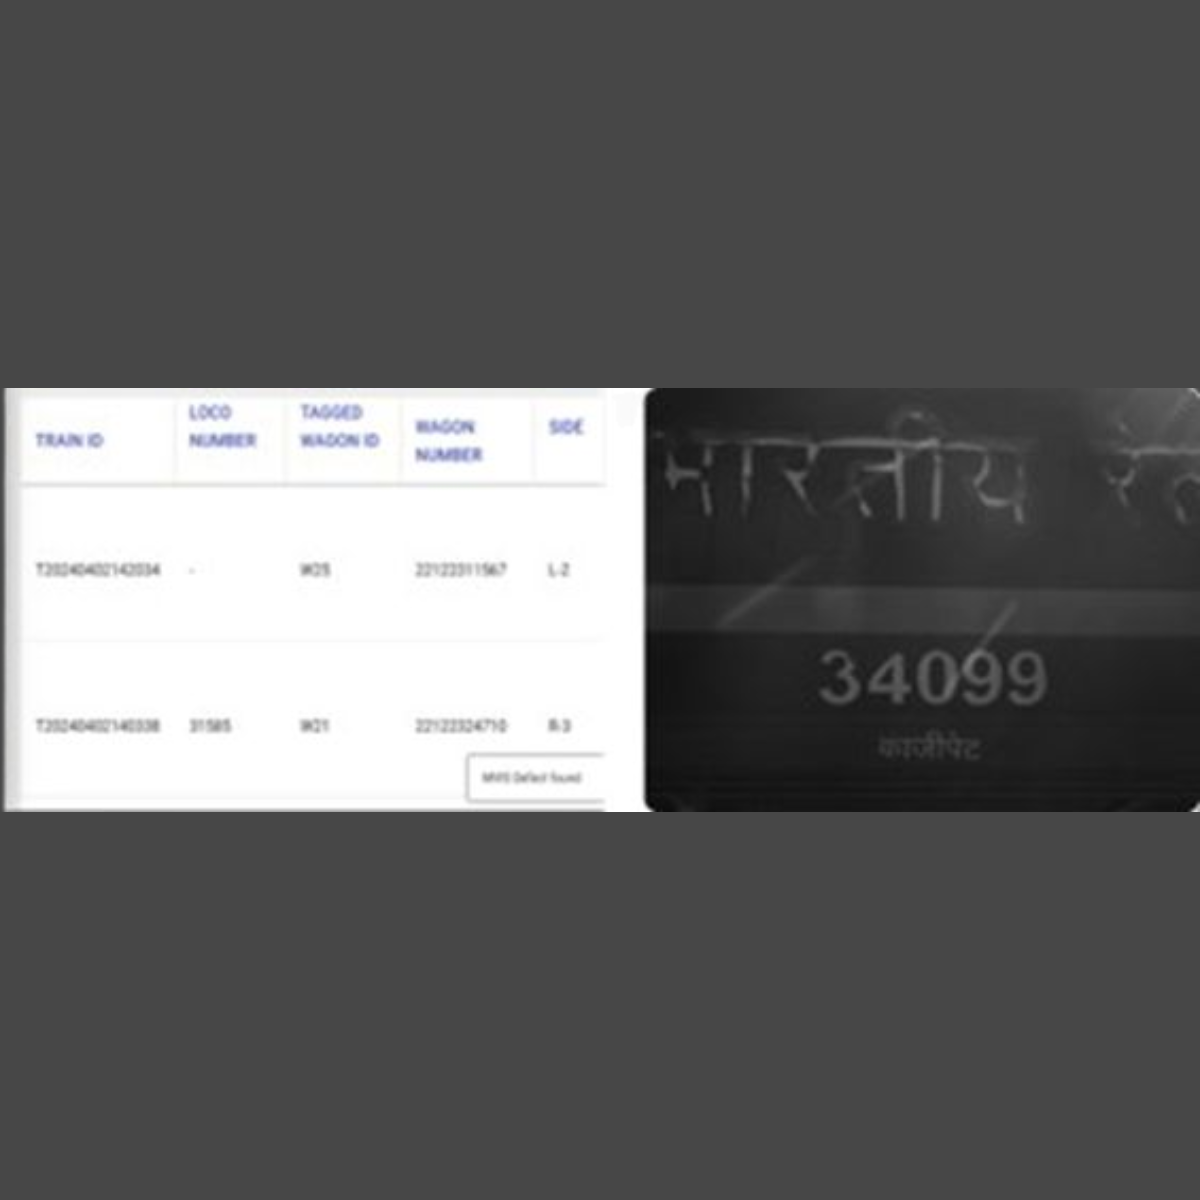 TRAIN ID
LOCO NUMBER
TAGGED WAGON ID
WAGON NUMBER
SIDE
T20240402142034 - W25 22122311567 L-2
T20240402140338 31585 W21 22122324710 R-3
MVIS Defect found
भारतीय रे
34099
काजीपेट